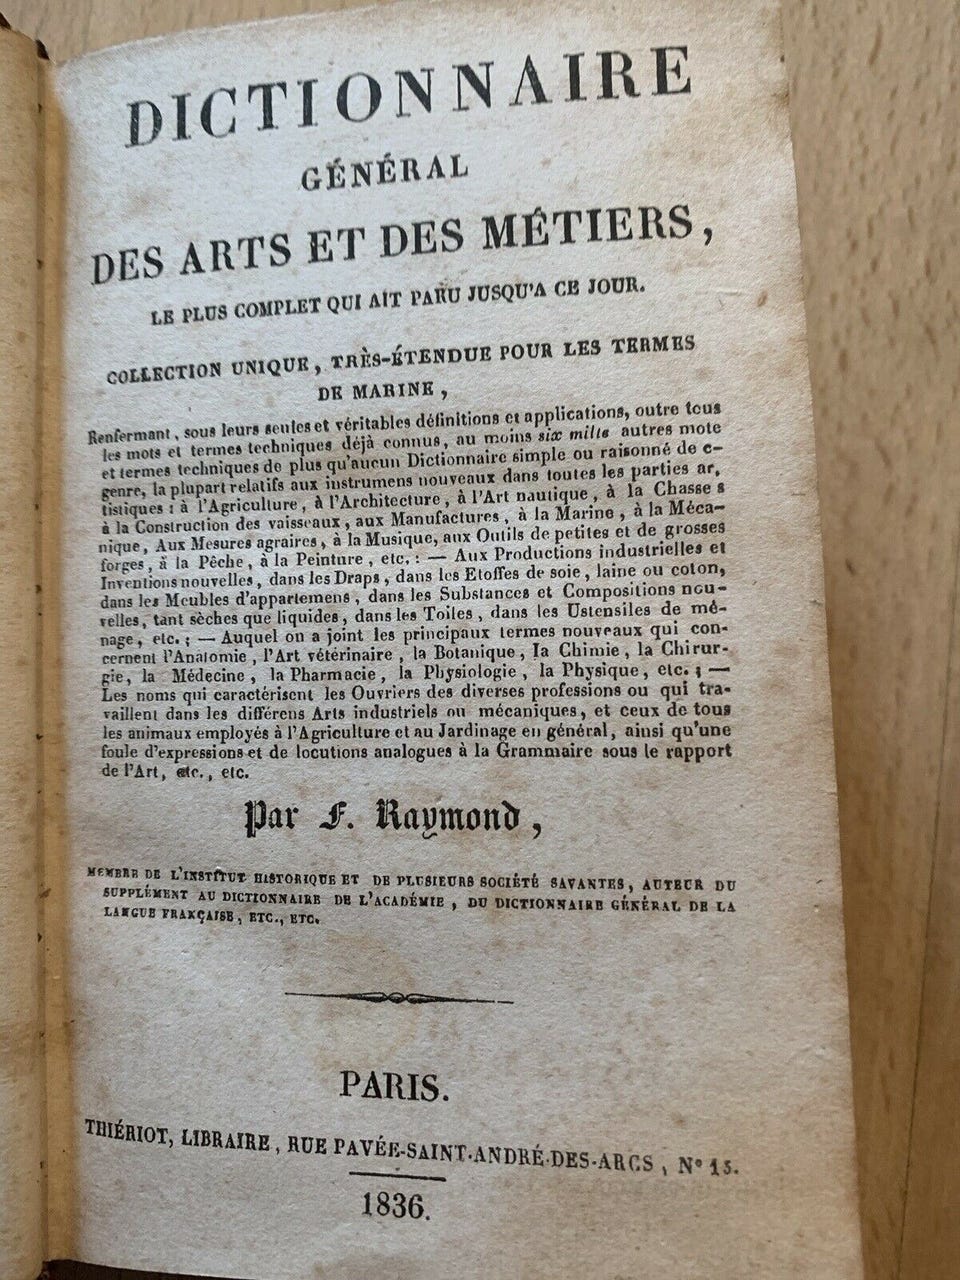 DICTIONNAIRE
GÉNÉRAL
DES ARTS ET DES MÉTIERS,
LE PLUS COMPLET QUI AIT PARU JUSQU'A CE JOUR.
COLLECTION UNIQUE, TRÈS-ÉTENDUE POUR LES TERMES
DE MARINE,
Renfermant, sous leurs seules et véritables définitions et applications, outre tous
les mots et termes techniques déjà connus, au moins six mille autres mote
et termes techniques de plus qu'aucun Dictionnaire simple ou raisonné de c-
genre, la plupart relatifs aux instrumens nouveaux dans toutes les parties ar,
tistiques : à l'Agriculture, à l'Architecture, à l'Art nautique, à la Chasse s
à la Construction des vaisseaux, aux Manufactures, à la Marine, à la Méca-
nique, Aux Mesures agraires, à la Musique, aux Outils de petites et de grosses
forges, à la Pêche, à la Peinture, etc. : — Aux Productions industrielles et
Inventions nouvelles, dans les Draps, dans les Etoffes de soie, laine ou coton,
dans les Meubles d'appartemens, dans les Substances et Compositions nou-
velles, tant sèches que liquides, dans les Toiles, dans les Ustensiles de mé-
nage, etc. ; — Auquel on a joint les principaux termes nouveaux qui con-
cernent l'Anatomie, l'Art vétérinaire, la Botanique, la Chimie, la Chirur-
gie, la Médecine, la Pharmacie, la Physiologie, la Physique, etc. ; —
Les noms qui caractérisent les Ouvriers des diverses professions ou qui tra-
vaillent dans les différens Arts industriels ou mécaniques, et ceux de tous
les animaux employés à l'Agriculture et au Jardinage en général, ainsi qu'une
foule d'expressions et de locutions analogues à la Grammaire sous le rapport
de l'Art, etc., etc.
Par F. Raymond,
MEMBRE DE L'INSTITUT HISTORIQUE ET DE PLUSIEURS SOCIÉTÉ SAVANTES, AUTEUR DU
SUPPLÉMENT AU DICTIONNAIRE DE L'ACADÉMIE, DU DICTIONNAIRE GÉNÉRAL DE LA
LANGUE FRANÇAISE, ETC., ETC.
PARIS.
THIÉRIOT, LIBRAIRE, RUE PAVÉE-SAINT-ANDRÉ-DES-ARCS, N° 13.
1836.